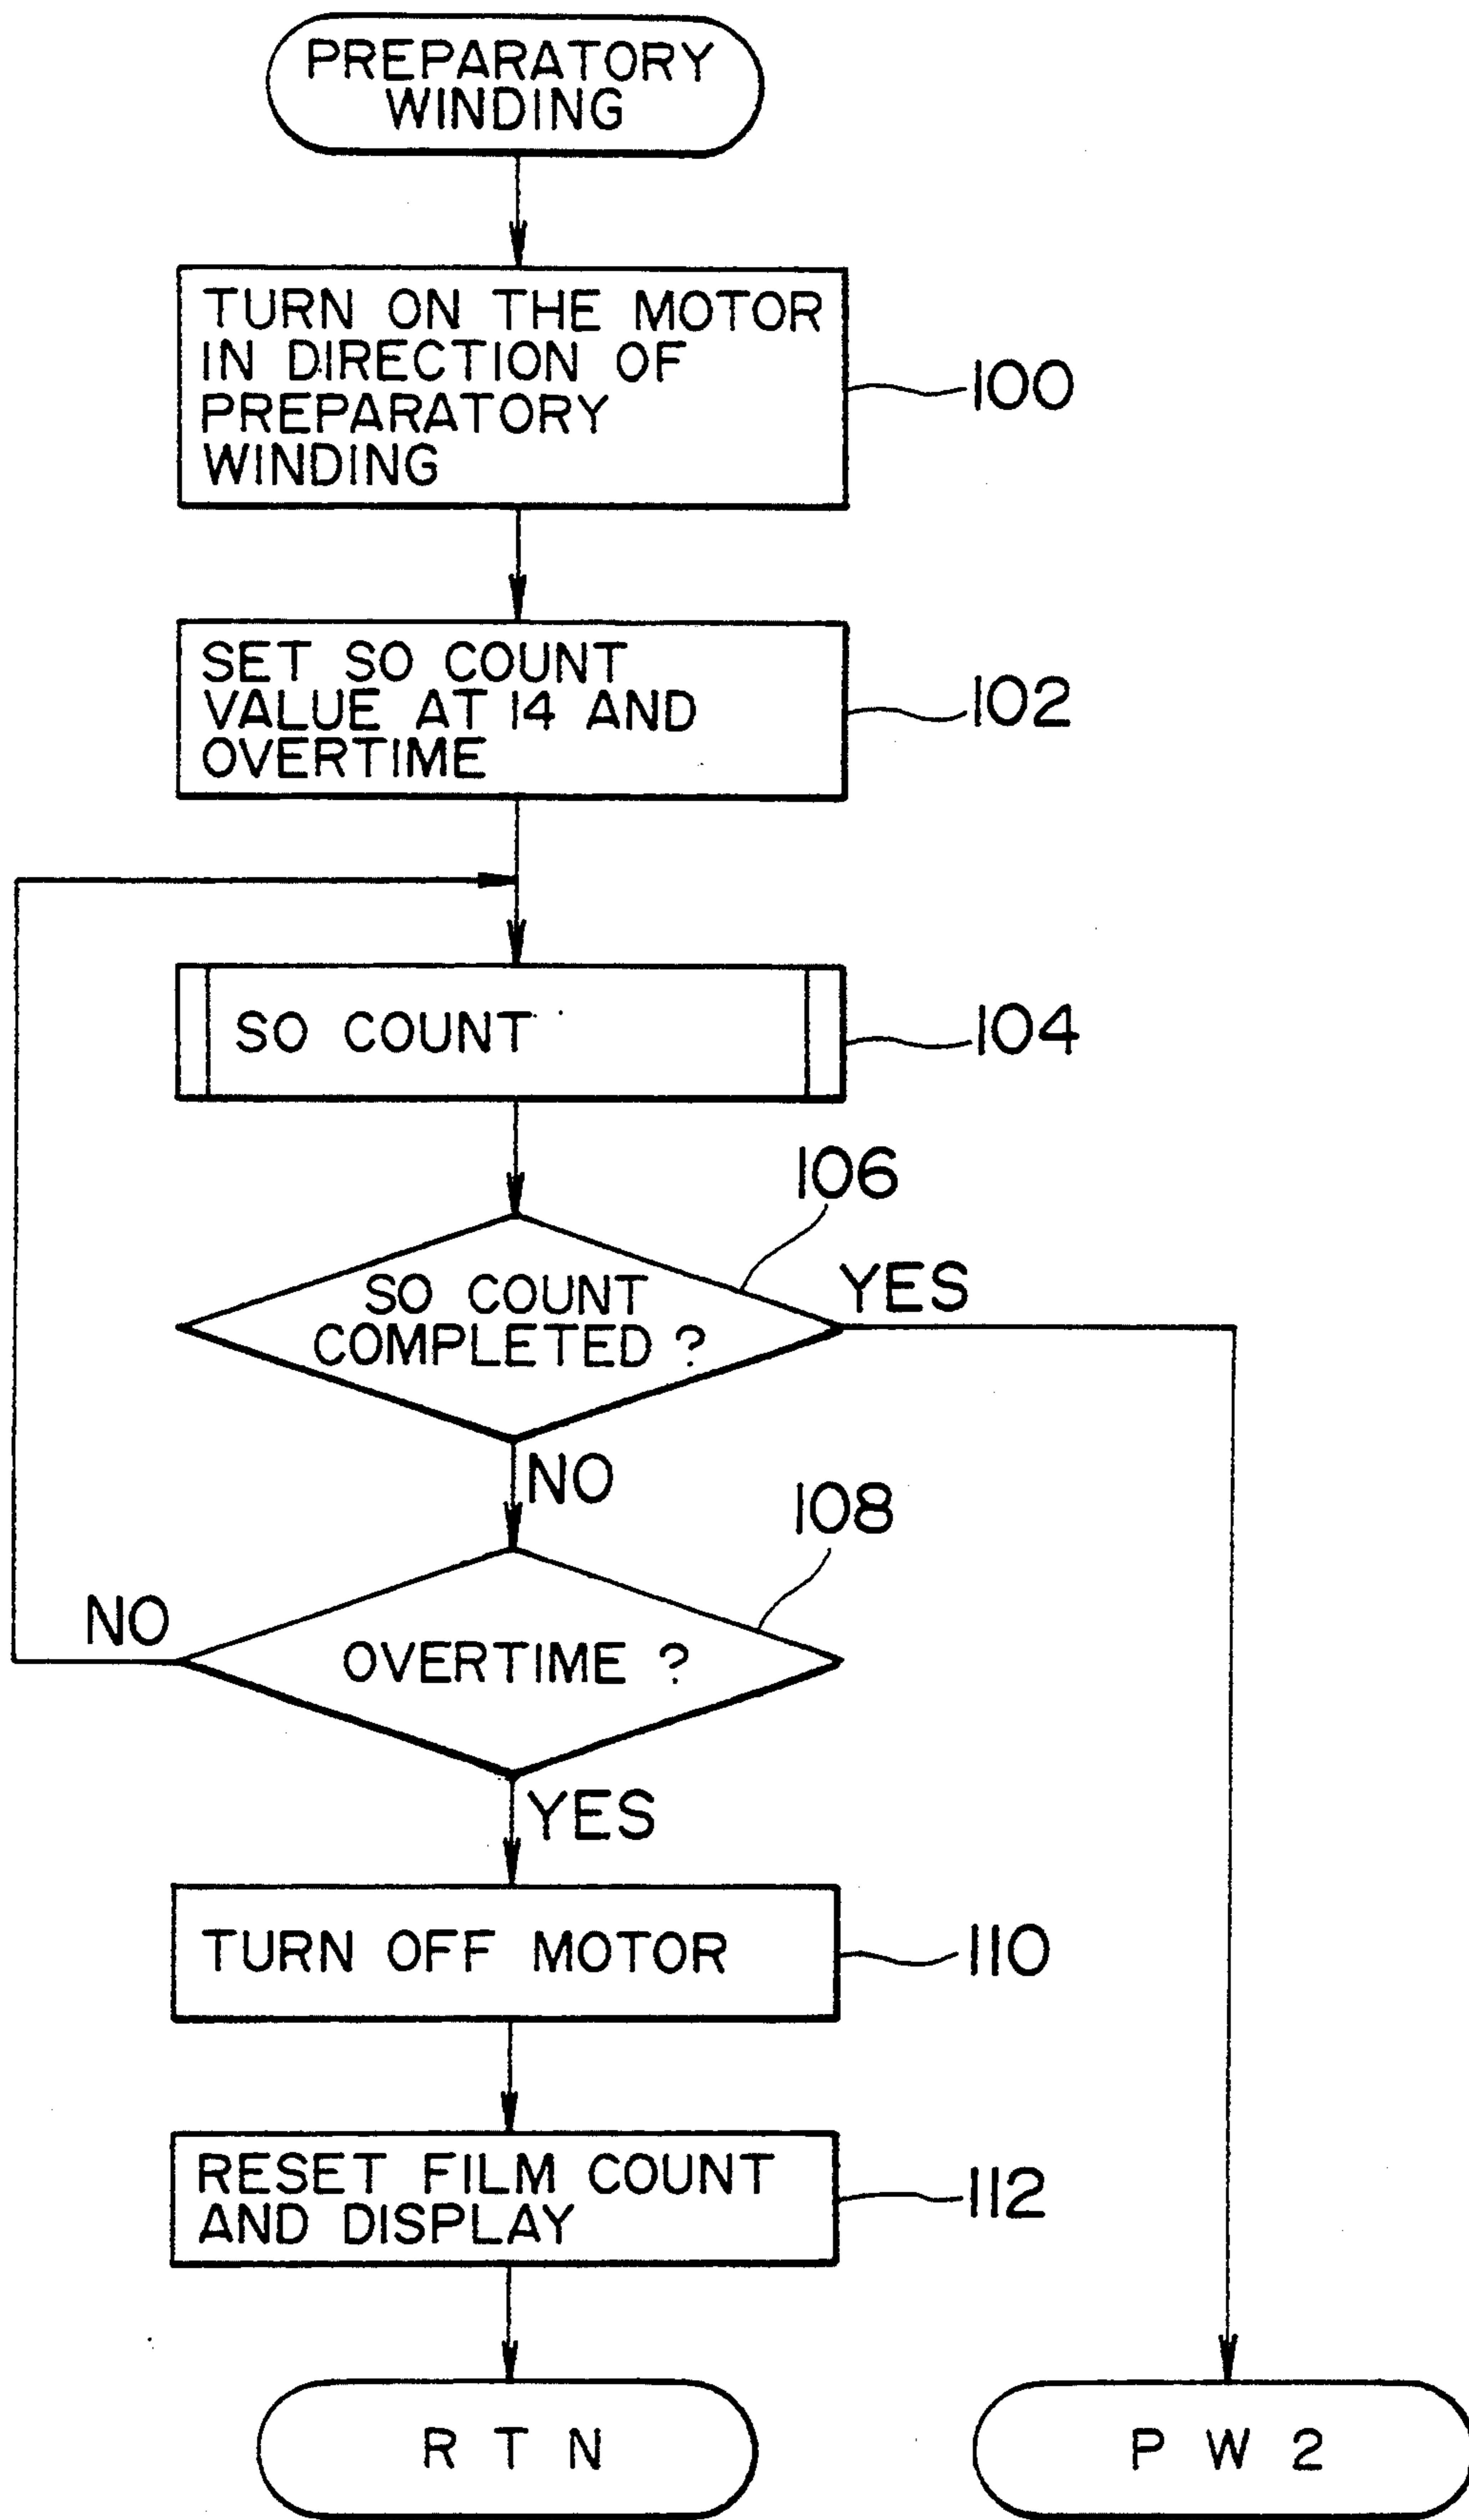 PREPARATORY
WINDING
TURN ON THE MOTOR
IN DIRECTION OF
PREPARATORY
WINDING
100
SET SO COUNT
VALUE AT 14 AND
OVERTIME
102
SO COUNT
104
106
SO COUNT
COMPLETED ?
YES
NO
108
NO
OVERTIME ?
YES
TURN OFF MOTOR
110
RESET FILM COUNT
AND DISPLAY
112
R T N
P W 2